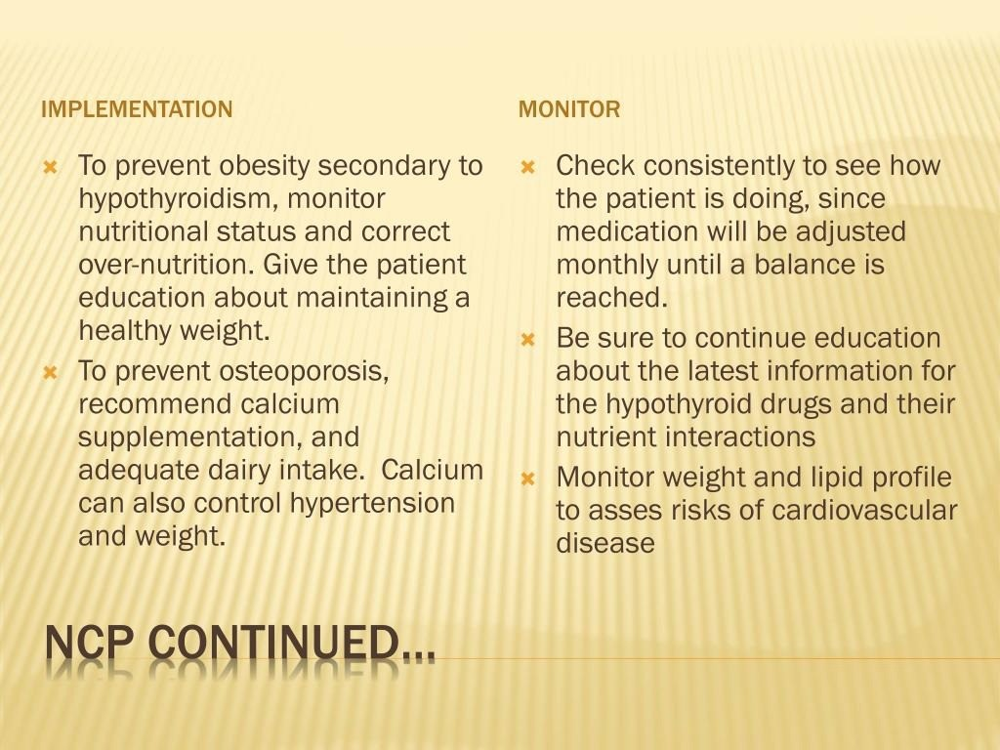 IMPLEMENTATION
To prevent obesity secondary to
hypothyroidism, monitor
nutritional status and correct
over-nutrition. Give the patient
education about maintaining a
healthy weight.
To prevent osteoporosis,
recommend calcium
supplementation, and
adequate dairy intake.  Calcium
can also control hypertension
and weight.
MONITOR
Check consistently to see how
the patient is doing, since
medication will be adjusted
monthly until a balance is
reached.
Be sure to continue education
about the latest information for
the hypothyroid drugs and their
nutrient interactions
Monitor weight and lipid profile
to asses risks of cardiovascular
disease
NCP CONTINUED...